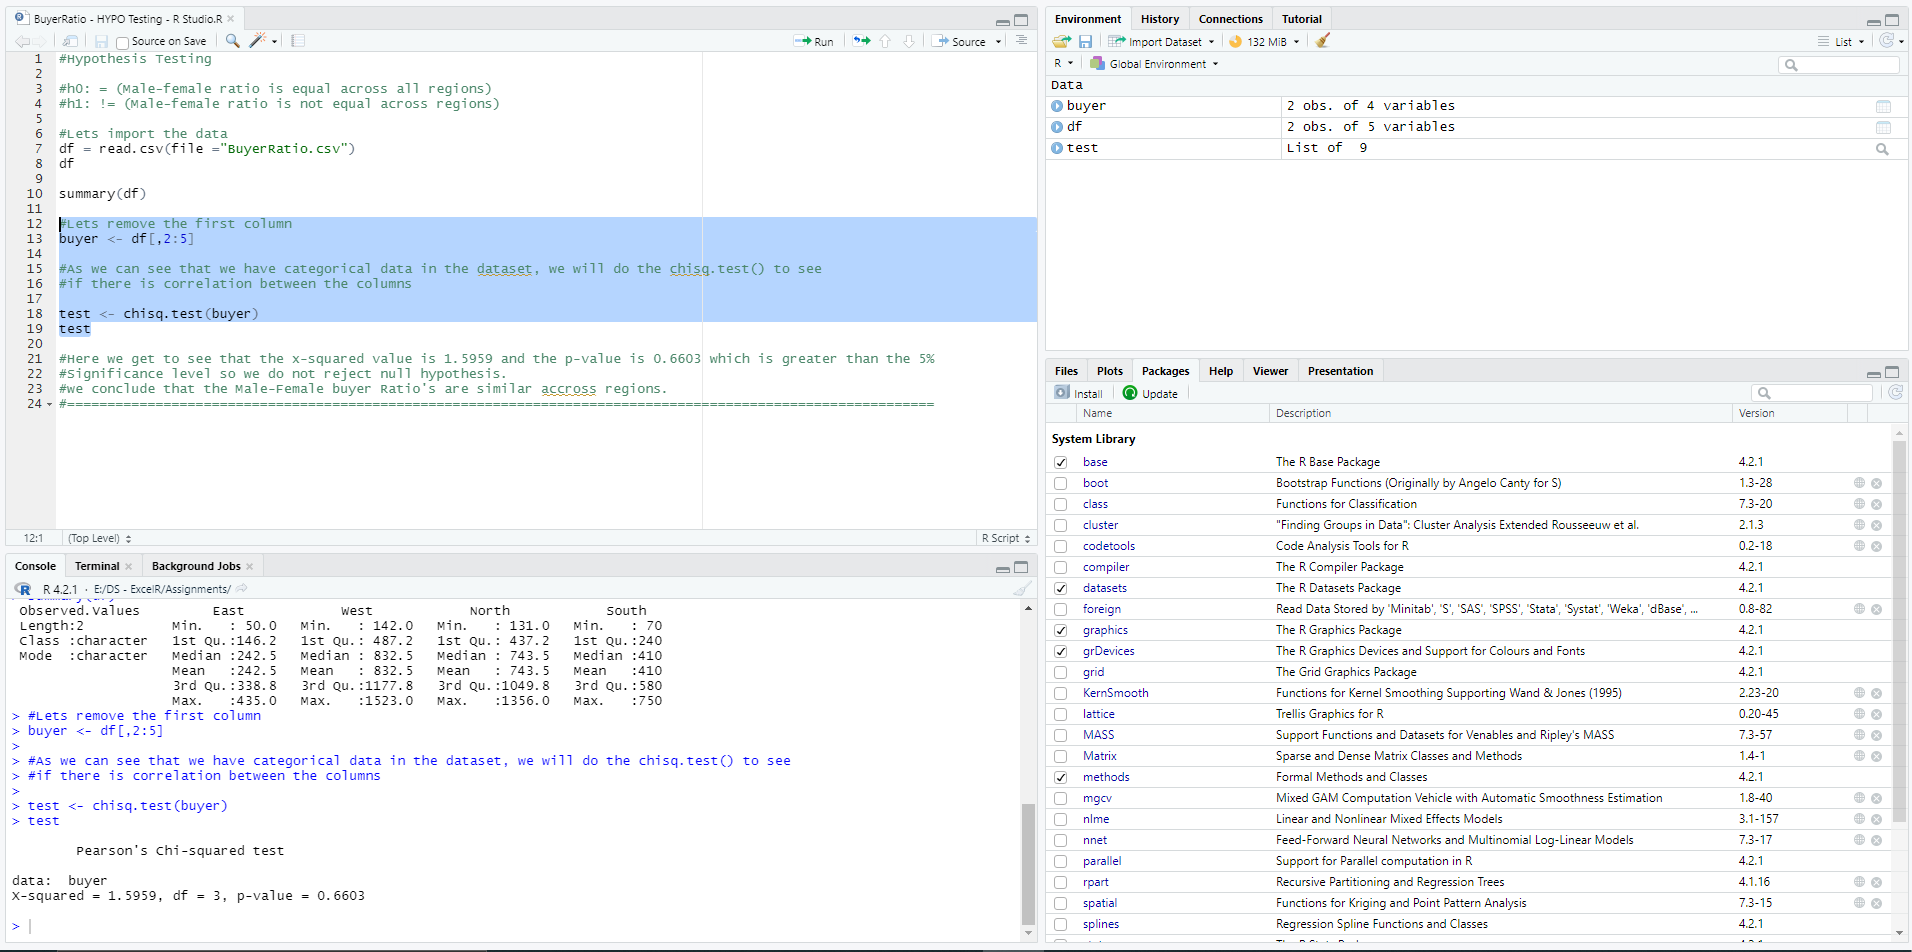 BuyerRatio - HYPO Testing - R Studio.R
Source on Save
Run
Source
1 #Hypothesis Testing
2
3 #h0: = (Male-female ratio is equal across all regions)
4 #h1: != (Male-female ratio is not equal across regions)
5
6 #Lets import the data
7 df = read.csv(file ="BuyerRatio.csv")
8 df
9
10 summary(df)
11
12 #Lets remove the first column
13 buyer <- df[,2:5]
14
15 #As we can see that we have categorical data in the dataset, we will do the chisq.test() to see
16 #if there is correlation between the columns
17
18 test <- chisq.test(buyer)
19 test
20
21 #Here we get to see that the x-squared value is 1.5959 and the p-value is 0.6603 which is greater than the 5%
22 #Significance level so we do not reject null hypothesis.
23 #we conclude that the Male-Female buyer Ratio's are similar accross regions.
24 #============================================================================================================
12:1 (Top Level) R Script
Console Terminal Background Jobs
R 4.2.1 · E:/DS - ExcelR/Assignments/
Observed.Values East West North South
Length:2 Min. : 50.0 Min. : 142.0 Min. : 131.0 Min. : 70
Class :character 1st Qu.:146.2 1st Qu.: 487.2 1st Qu.: 437.2 1st Qu.:240
Mode :character Median :242.5 Median : 832.5 Median : 743.5 Median :410
Mean :242.5 Mean : 832.5 Mean : 743.5 Mean :410
3rd Qu.:338.8 3rd Qu.:1177.8 3rd Qu.:1049.8 3rd Qu.:580
Max. :435.0 Max. :1523.0 Max. :1356.0 Max. :750
> #Lets remove the first column
> buyer <- df[,2:5]
>
> #As we can see that we have categorical data in the dataset, we will do the chisq.test() to see
> #if there is correlation between the columns
>
> test <- chisq.test(buyer)
> test
Pearson's Chi-squared test
data: buyer
X-squared = 1.5959, df = 3, p-value = 0.6603
>
Environment History Connections Tutorial
Import Dataset 132 MiB List
R Global Environment
Data
buyer 2 obs. of 4 variables
df 2 obs. of 5 variables
test List of 9
Files Plots Packages Help Viewer Presentation
Install Update
Name Description Version
System Library
base The R Base Package 4.2.1
boot Bootstrap Functions (Originally by Angelo Canty for S) 1.3-28
class Functions for Classification 7.3-20
cluster "Finding Groups in Data": Cluster Analysis Extended Rousseeuw et al. 2.1.3
codetools Code Analysis Tools for R 0.2-18
compiler The R Compiler Package 4.2.1
datasets The R Datasets Package 4.2.1
foreign Read Data Stored by 'Minitab', 'S', 'SAS', 'SPSS', 'Stata', 'Systat', 'Weka', 'dBase', ... 0.8-82
graphics The R Graphics Package 4.2.1
grDevices The R Graphics Devices and Support for Colours and Fonts 4.2.1
grid The Grid Graphics Package 4.2.1
KernSmooth Functions for Kernel Smoothing Supporting Wand & Jones (1995) 2.23-20
lattice Trellis Graphics for R 0.20-45
MASS Support Functions and Datasets for Venables and Ripley's MASS 7.3-57
Matrix Sparse and Dense Matrix Classes and Methods 1.4-1
methods Formal Methods and Classes 4.2.1
mgcv Mixed GAM Computation Vehicle with Automatic Smoothness Estimation 1.8-40
nlme Linear and Nonlinear Mixed Effects Models 3.1-157
nnet Feed-Forward Neural Networks and Multinomial Log-Linear Models 7.3-17
parallel Support for Parallel computation in R 4.2.1
rpart Recursive Partitioning and Regression Trees 4.1.16
spatial Functions for Kriging and Point Pattern Analysis 7.3-15
splines Regression Spline Functions and Classes 4.2.1